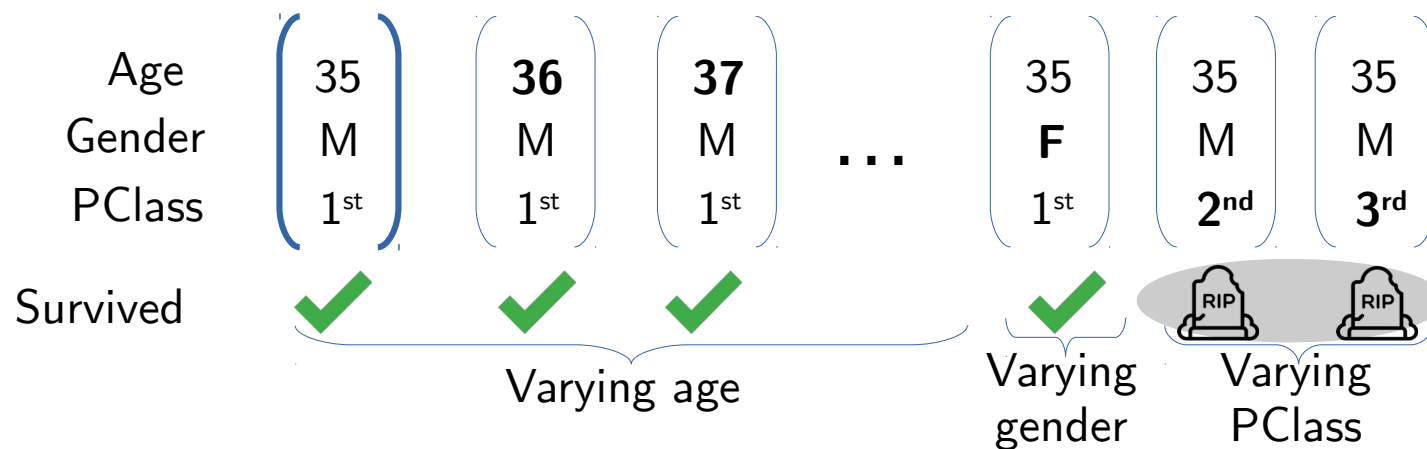 Age 35 36 37 35 35 35
Gender M M M ... F M M
PClass 1st 1st 1st 1st 2nd 3rd
Survived RIP RIP
Varying age Varying Varying
gender PClass